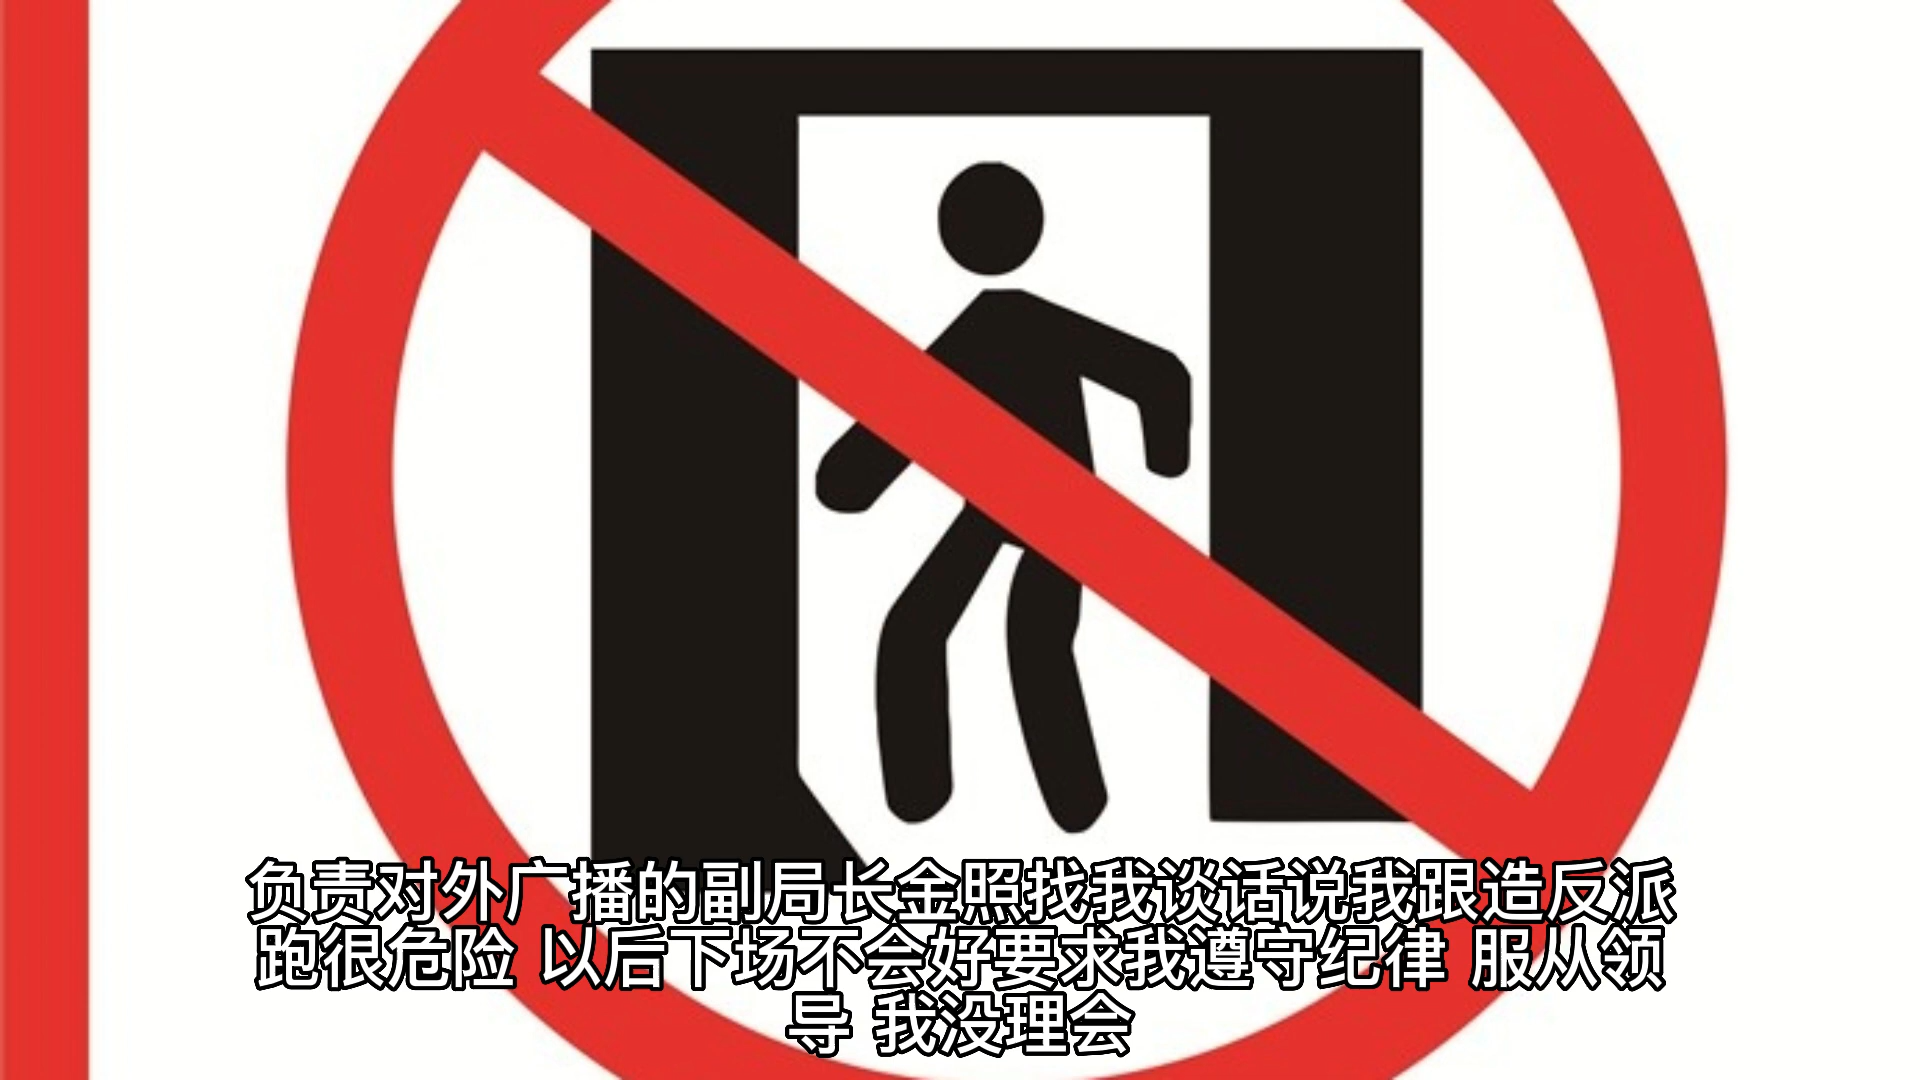 负责对外广播的副局长金照找我谈话说我跟造反派
跑很危险 以后下场不会好要求我遵守纪律 服从领
导 我没理会